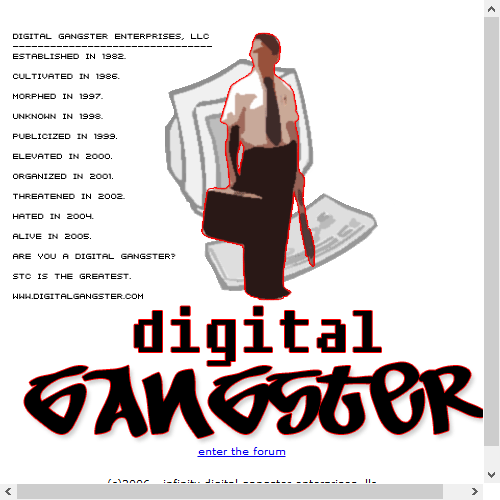 DIGITAL GANGSTER ENTERPRISES, LLC
--------------------------------
ESTABLISHED IN 1982.
CULTIVATED IN 1986.
MORPHED IN 1997.
UNKNOWN IN 1998.
PUBLICIZED IN 1999.
ELEVATED IN 2000.
ORGANIZED IN 2001.
THREATENED IN 2002.
HATED IN 2004.
ALIVE IN 2005.
ARE YOU A DIGITAL GANGSTER?
STC IS THE GREATEST.
WWW.DIGITALGANGSTER.COM
digital
GANGSTER
enter the forum
(c)2006 - infinity digital gangster enterprises, llc